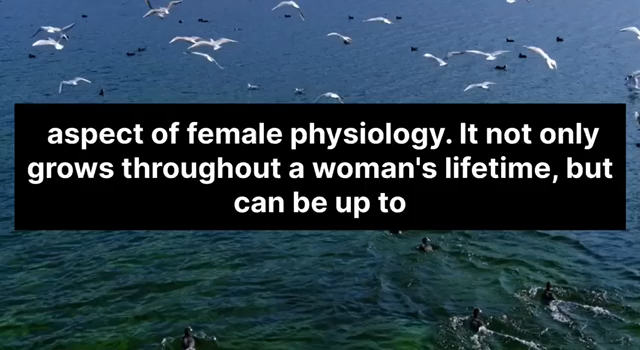 aspect of female physiology. It not only
grows throughout a woman's lifetime, but
can be up to